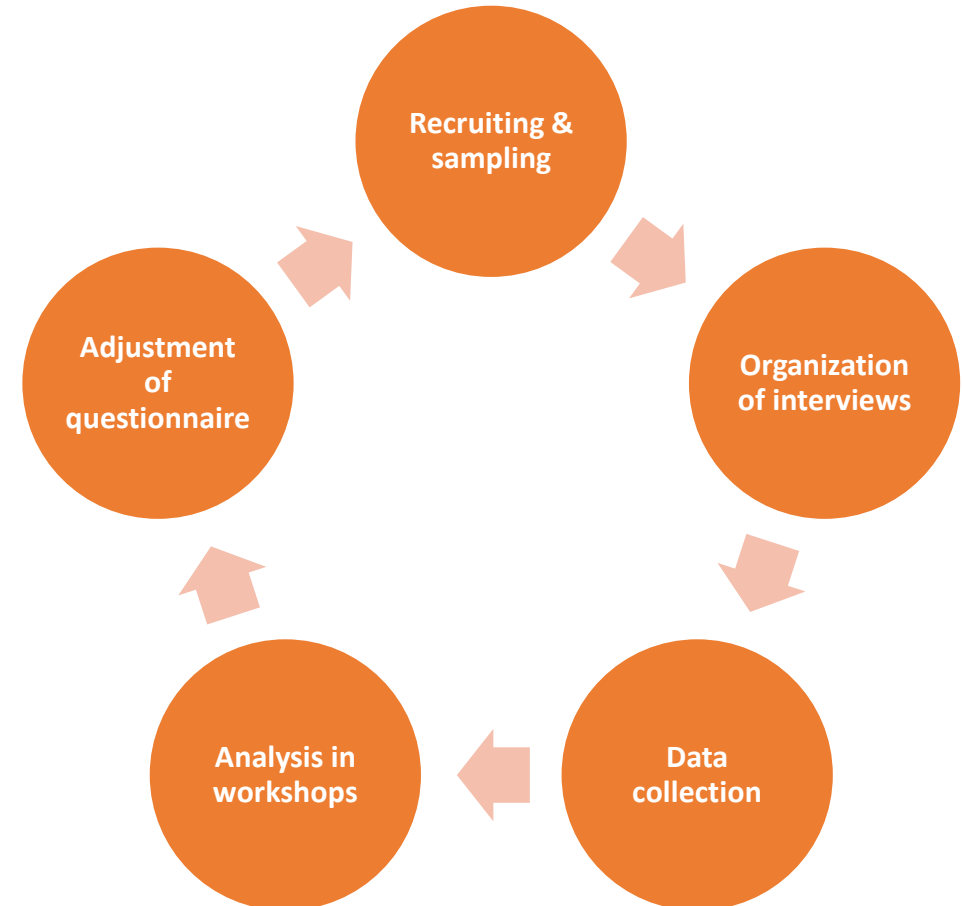 Recruiting &
sampling
Organization
of interviews
Data
collection
Analysis in
workshops
Adjustment
of
questionnaire